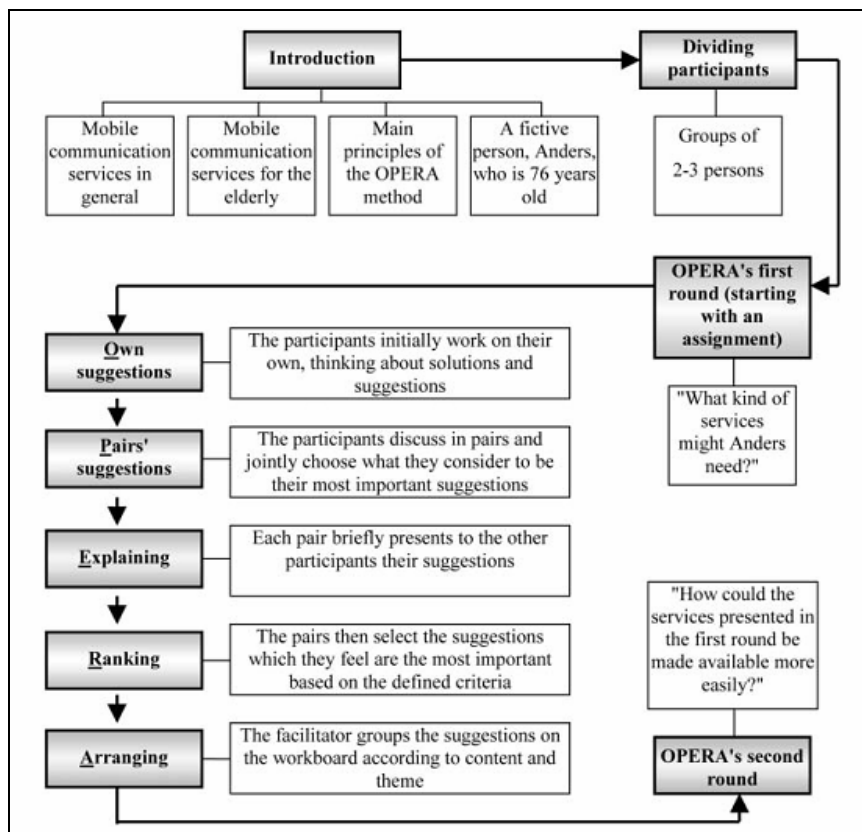 Introduction
Dividing
participants
Mobile
communication
services in
general
Mobile
communication
services for the
elderly
Main
principles of
the OPERA
method
A fictive
person, Anders,
who is 76 years
old
Groups of
2-3 persons
OPERA's first
round (starting
with an
assignment)
"What kind of
services
might Anders
need?"
Own
suggestions
The participants initially work on their
own, thinking about solutions and
suggestions
Pairs'
suggestions
The participants discuss in pairs and
jointly choose what they consider to be
their most important suggestions
Explaining
Each pair briefly presents to the other
participants their suggestions
Ranking
The pairs then select the suggestions
which they feel are the most important
based on the defined criteria
Arranging
The facilitator groups the suggestions on
the workboard according to content and
theme
"How could the
services presented in
the first round be
made available more
easily?"
OPERA's second
round